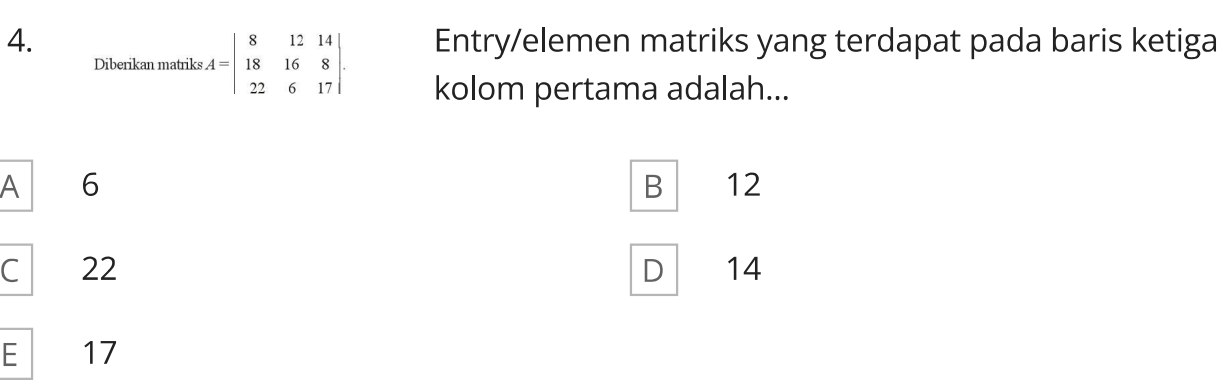 4. Diberikan matriks A = | 8 12 14 |
| 18 16 8 |.
| 22 6 17 |
Entry/elemen matriks yang terdapat pada baris ketiga
kolom pertama adalah...
A 6
B 12
C 22
D 14
E 17